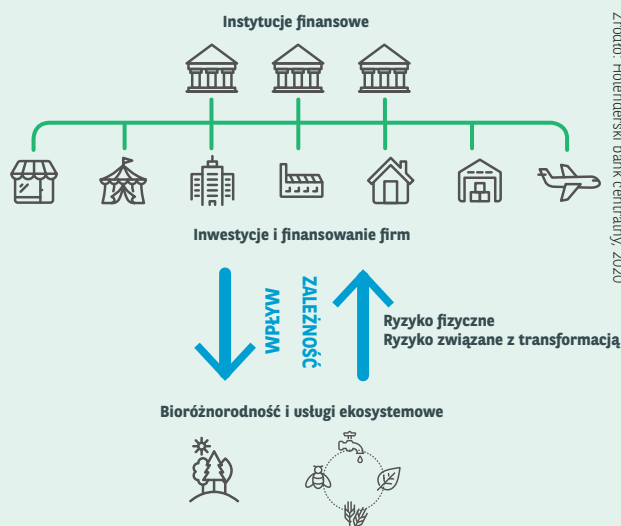 Instytucje finansowe
Źródło: Holenderski bank centralny, 2020
Inwestycje i finansowanie firm
WPŁYW
ZALEŻNOŚĆ
Ryzyko fizyczne
Ryzyko związane z transformacją
Bioróżnorodność i usługi ekosystemowe